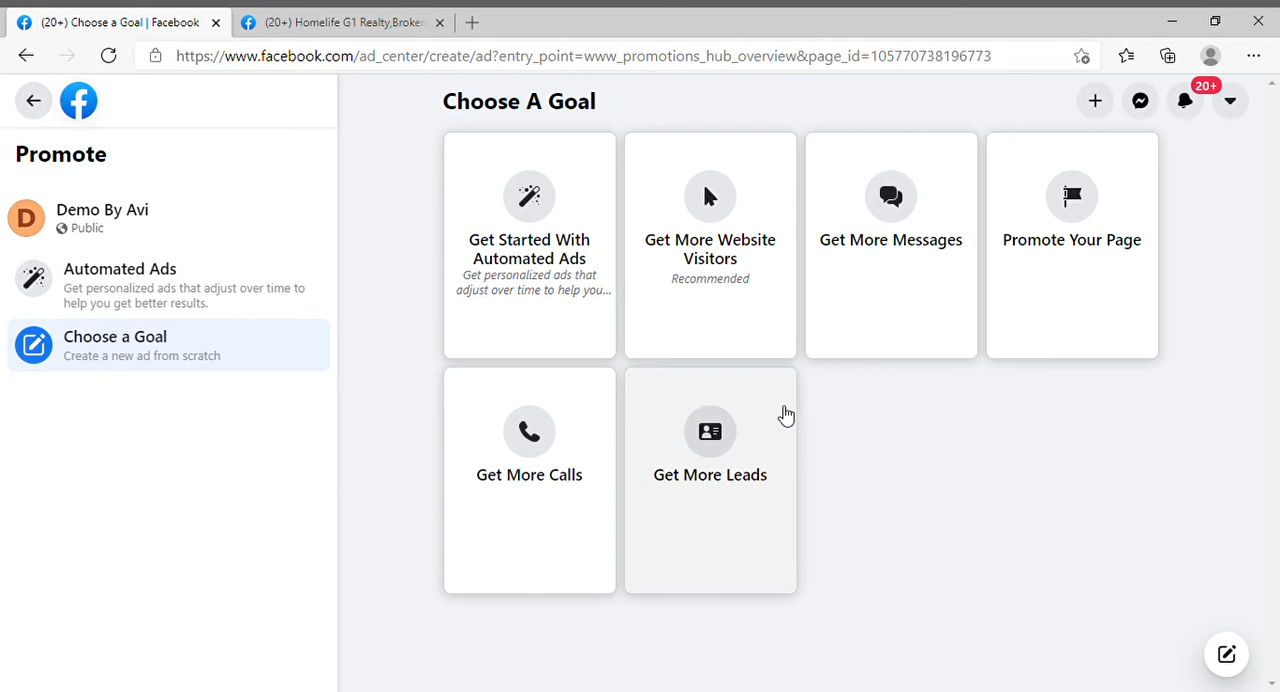 (20+) Choose a Goal | Facebook
(20+) Homelife G1 Realty,Broker
https://www.facebook.com/ad_center/create/ad?entry_point=www_promotions_hub_overview&page_id=105770738196773
20+
Promote
D
Demo By Avi
Public
Automated Ads
Get personalized ads that adjust over time to
help you get better results.
Choose a Goal
Create a new ad from scratch
Choose A Goal
Get Started With
Automated Ads
Get personalized ads that
adjust over time to help you...
Get More Website
Visitors
Recommended
Get More Messages
Promote Your Page
Get More Calls
Get More Leads